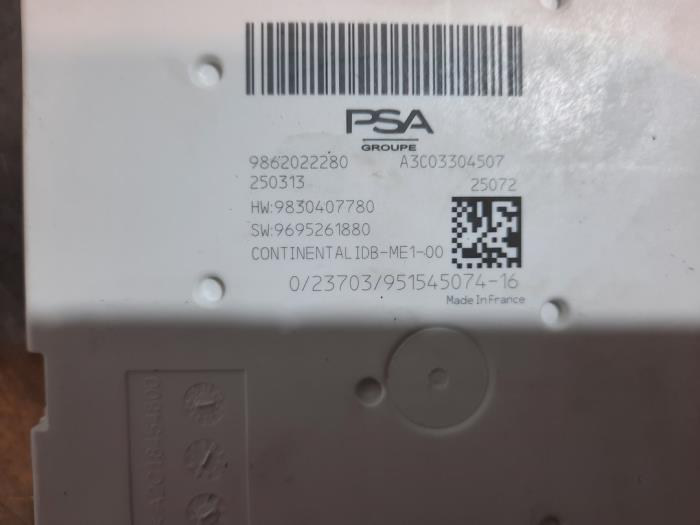 PSA
GROUPE
9862022280 A3C03304507
250313 25072
HW:9830407780
SW:9695261880
CONTINENTAL IDB-ME1-00
0/23703/951545074-16
Made In France